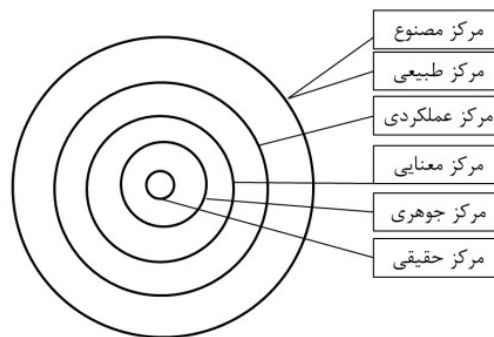 مرکز مصنوع
مرکز طبیعی
مرکز عملکردی
مرکز معنایی
مرکز جوهری
مرکز حقیقی